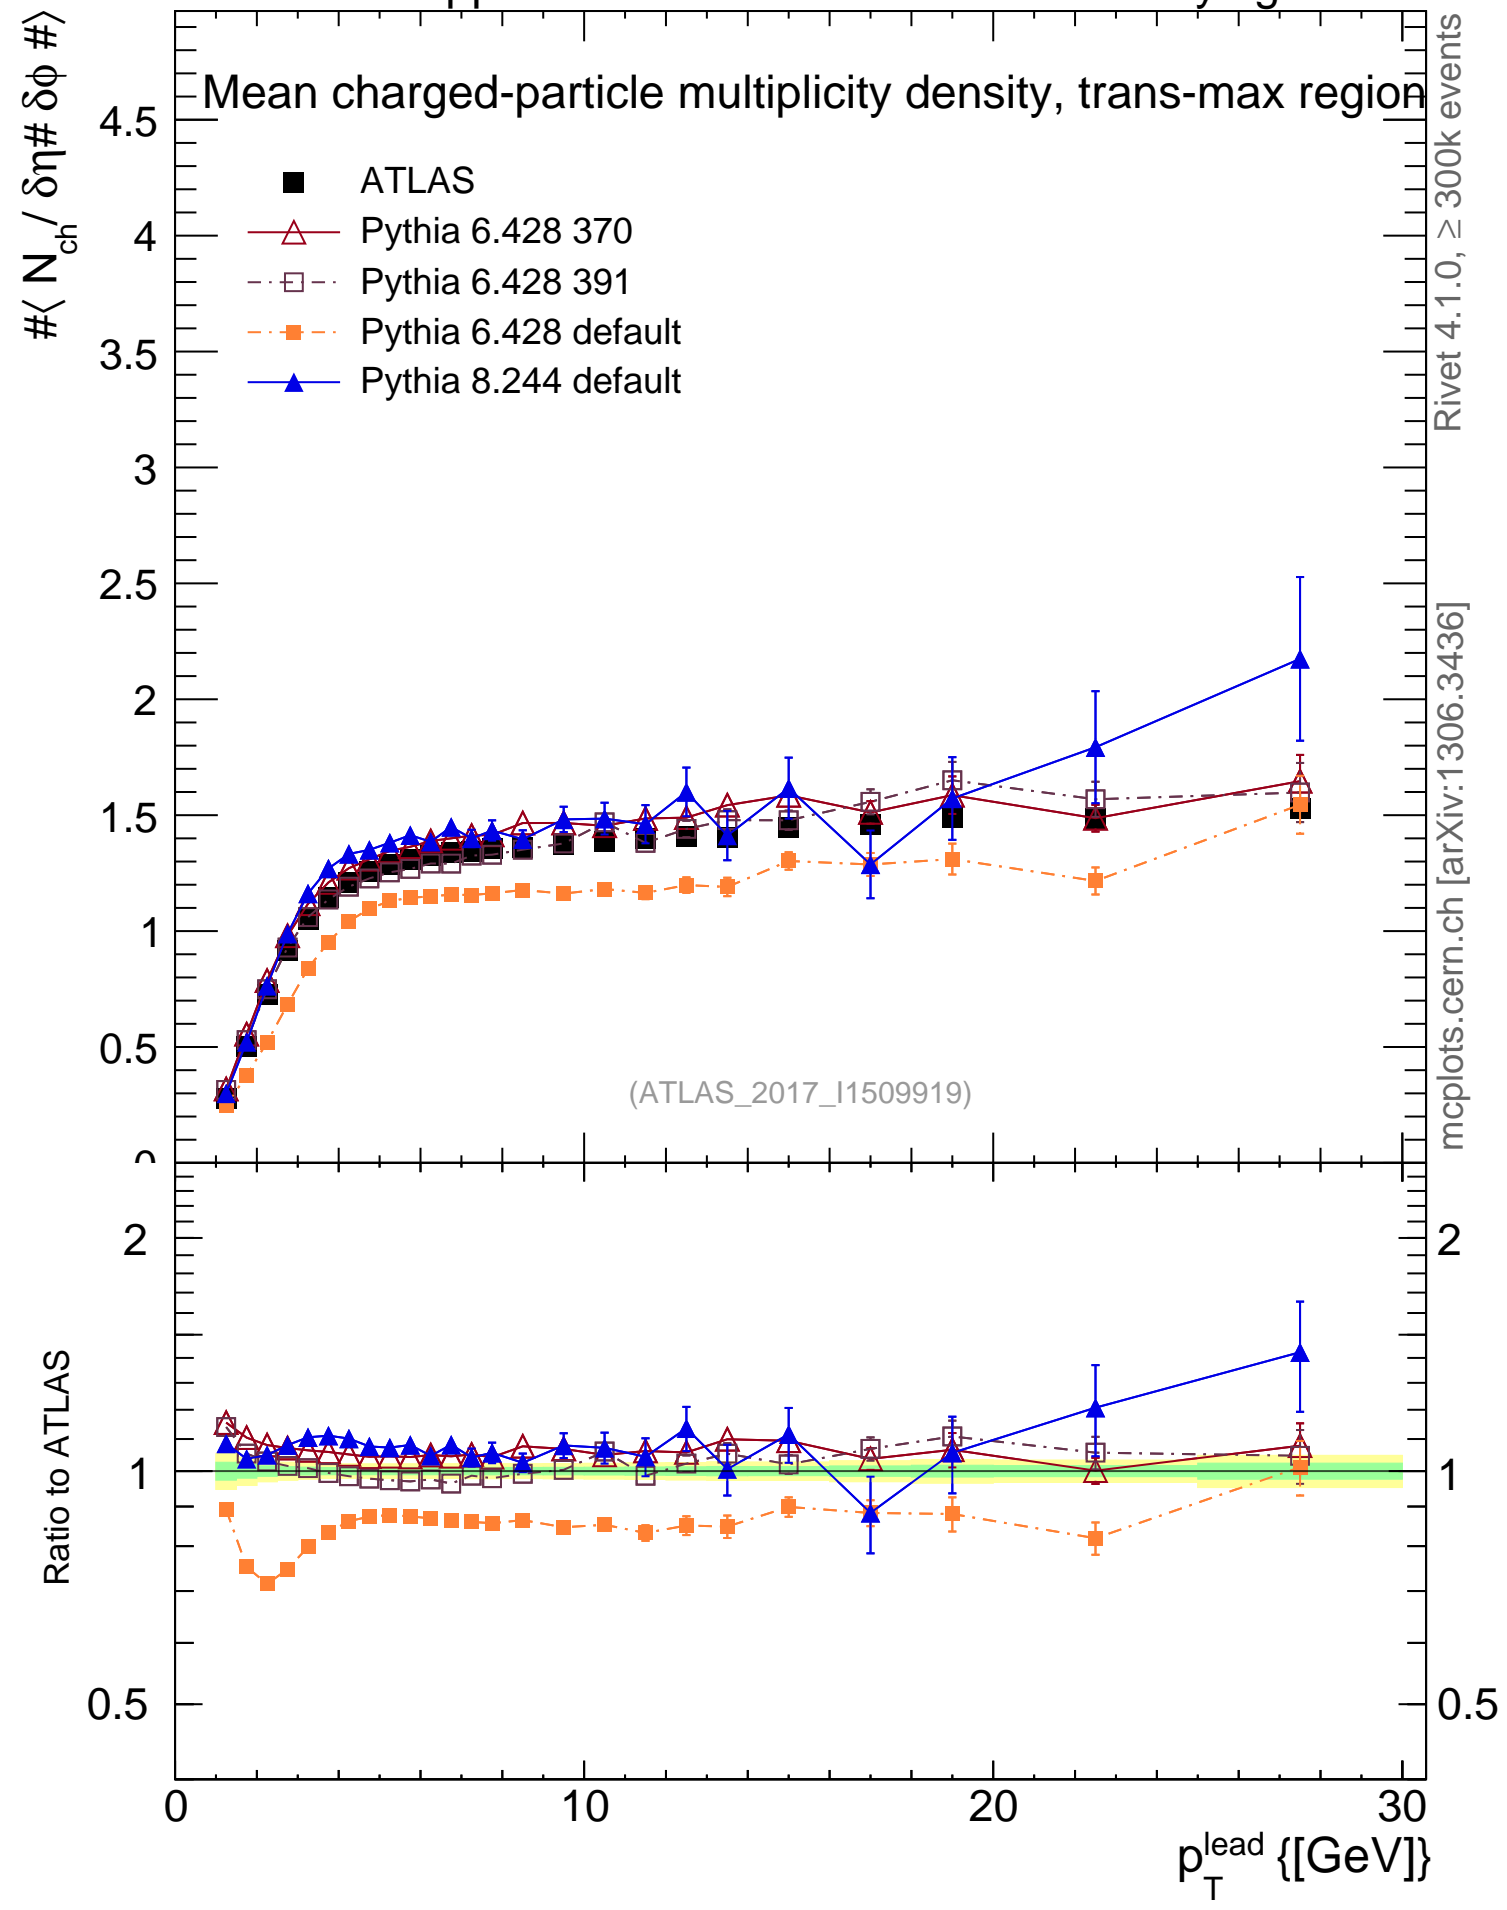 Mean charged-particle multiplicity density, trans-max region
#⟨ N_ch / δη# δφ #⟩
ATLAS
Pythia 6.428 370
Pythia 6.428 391
Pythia 6.428 default
Pythia 8.244 default
4.5
4
3.5
3
2.5
2
1.5
1
0.5
0
(ATLAS_2017_I1509919)
Rivet 4.1.0, ≥ 300k events
mcplots.cern.ch [arXiv:1306.3436]
Ratio to ATLAS
2
1
0.5
2
1
0.5
0 10 20 30
p_T^lead {[GeV]}